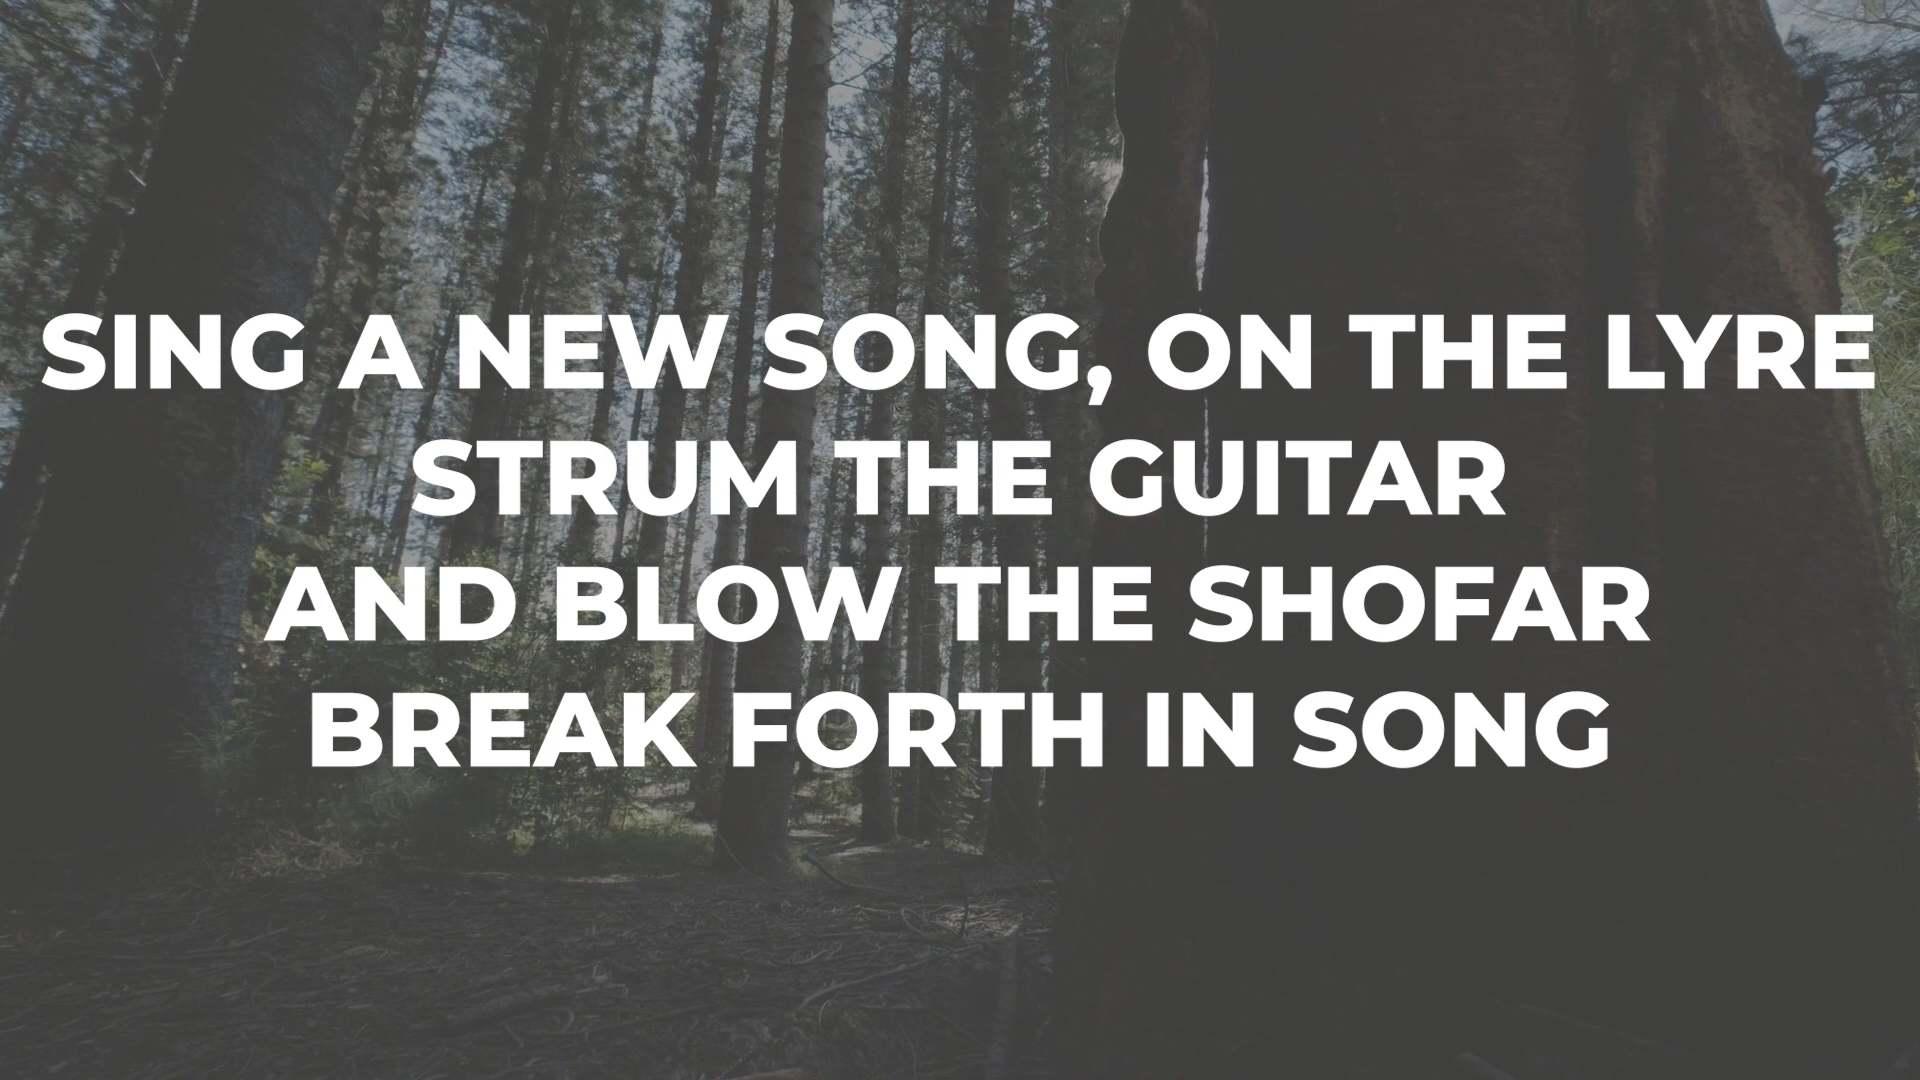 SING A NEW SONG, ON THE LYRE
STRUM THE GUITAR
AND BLOW THE SHOFAR
BREAK FORTH IN SONG